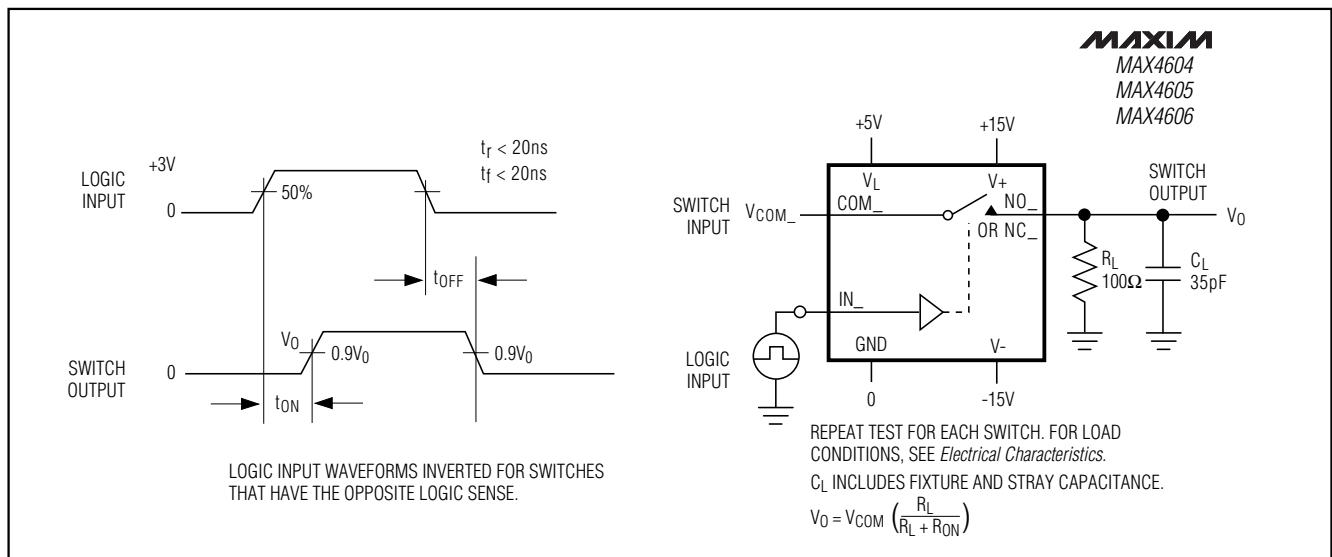 MAXIM
MAX4604
MAX4605
MAX4606
LOGIC
INPUT
+3V
0
50%
tr < 20ns
tf < 20ns
tOFF
SWITCH
OUTPUT
VO
0
0.9V0
0.9V0
tON
LOGIC INPUT WAVEFORMS INVERTED FOR SWITCHES
THAT HAVE THE OPPOSITE LOGIC SENSE.
+5V
+15V
VL
V+
SWITCH
INPUT
VCOM_
COM_
NO_
OR NC_
SWITCH
OUTPUT
VO
RL
100Ω
CL
35pF
IN_
LOGIC
INPUT
GND
V-
0
-15V
REPEAT TEST FOR EACH SWITCH. FOR LOAD
CONDITIONS, SEE Electrical Characteristics.
CL INCLUDES FIXTURE AND STRAY CAPACITANCE.
VO = VCOM (RL / RL + RON)